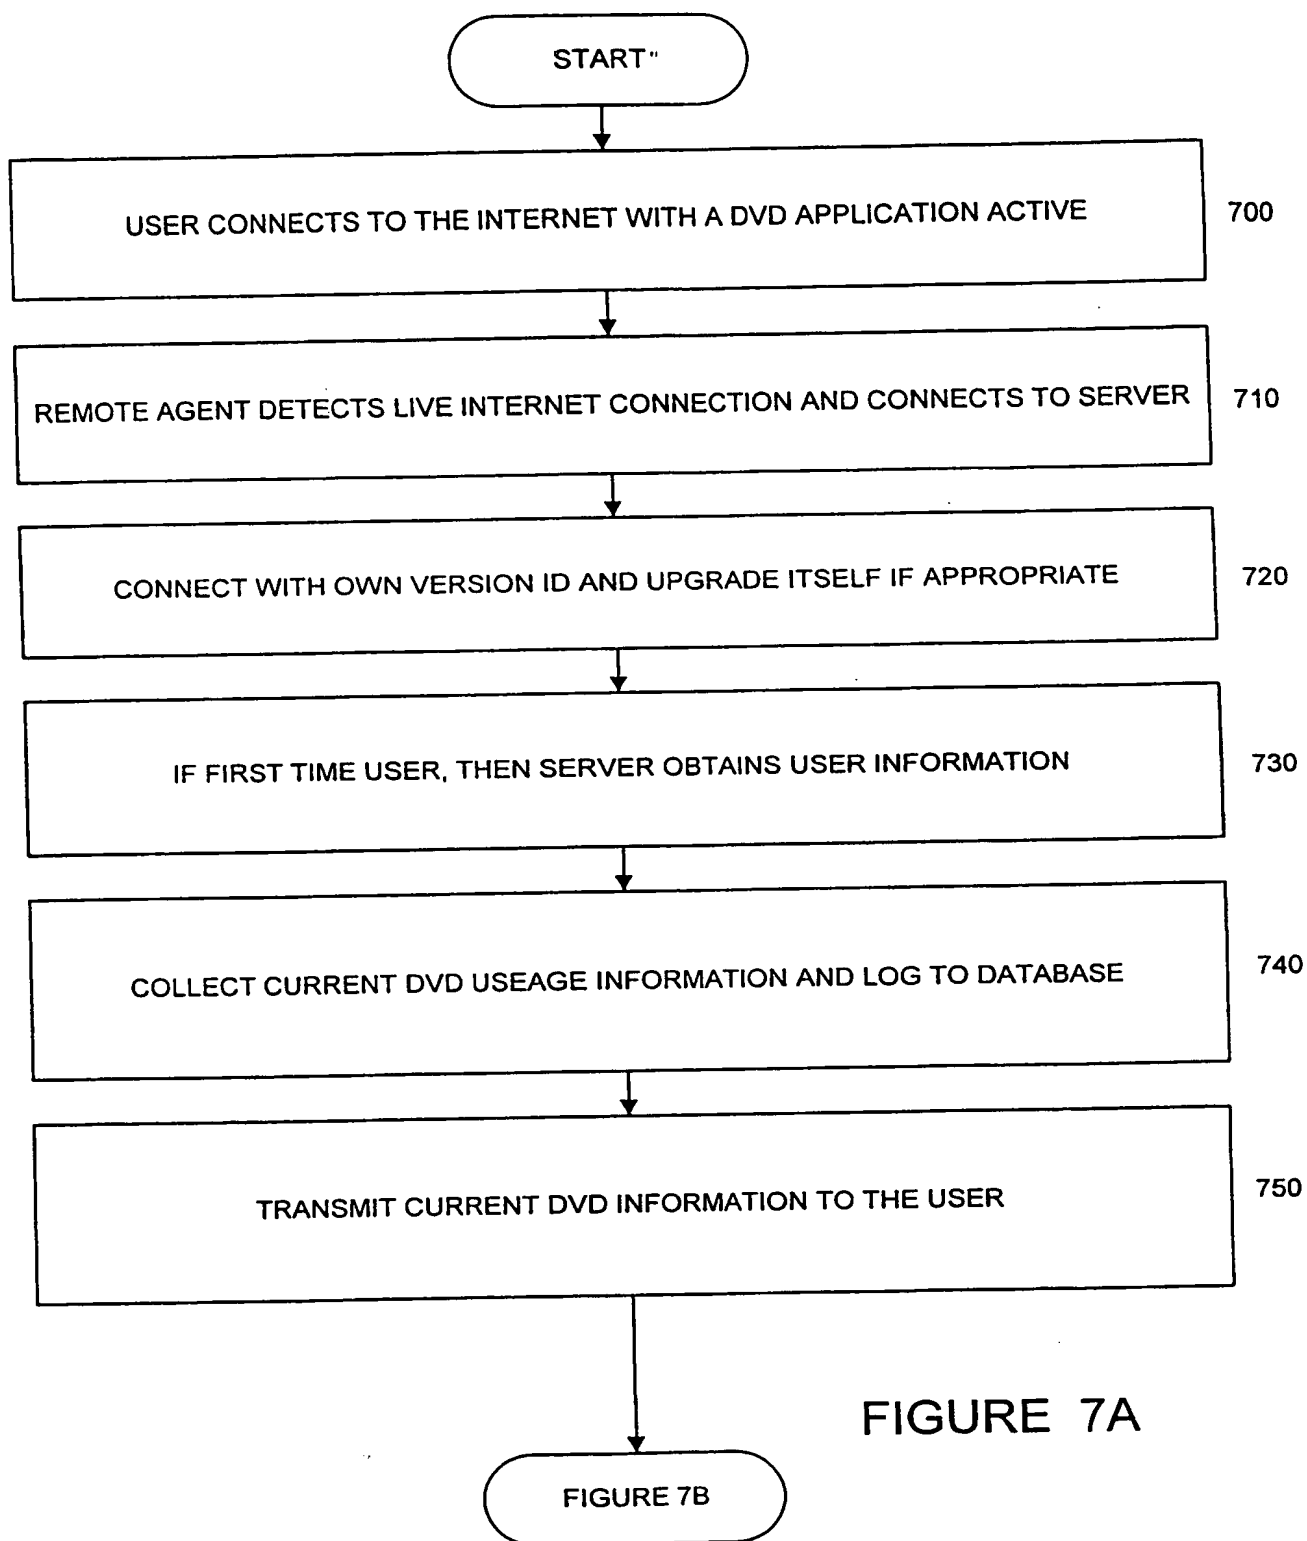 START"
USER CONNECTS TO THE INTERNET WITH A DVD APPLICATION ACTIVE
700
REMOTE AGENT DETECTS LIVE INTERNET CONNECTION AND CONNECTS TO SERVER
710
CONNECT WITH OWN VERSION ID AND UPGRADE ITSELF IF APPROPRIATE
720
IF FIRST TIME USER, THEN SERVER OBTAINS USER INFORMATION
730
COLLECT CURRENT DVD USEAGE INFORMATION AND LOG TO DATABASE
740
TRANSMIT CURRENT DVD INFORMATION TO THE USER
750
FIGURE 7A
FIGURE 7B